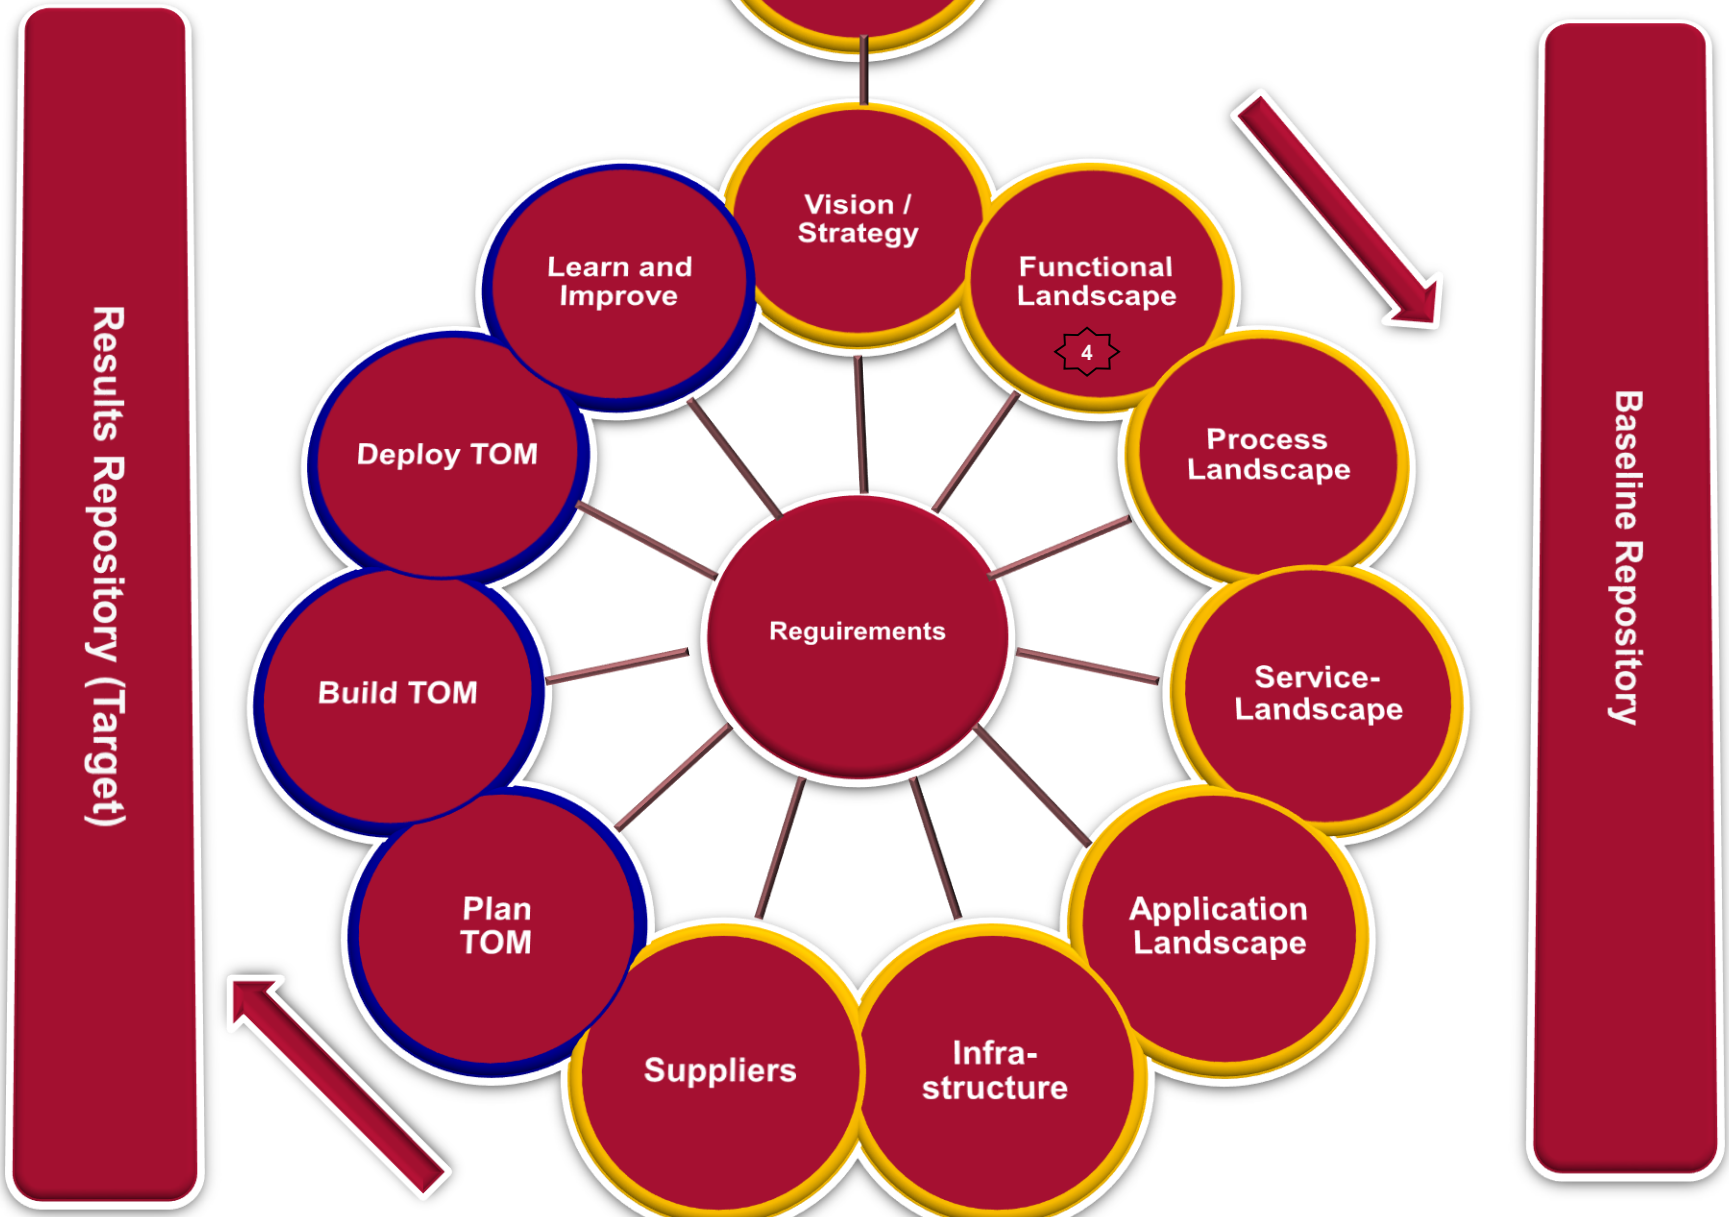 Vision /
Strategy
Functional
Landscape
4
Process
Landscape
Service-
Landscape
Application
Landscape
Infra-
structure
Suppliers
Plan
TOM
Build TOM
Deploy TOM
Learn and
Improve
Reguirements
Results Repository (Target)
Baseline Repository